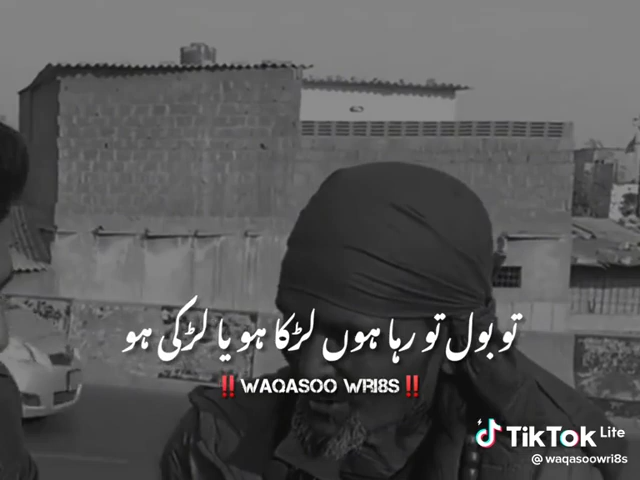 تو بول تو رہا ہوں لڑکا ہو یا لڑکی ہو
‼️WAQASOO WRI8S‼️
TikTok Lite
@waqasoowri8s